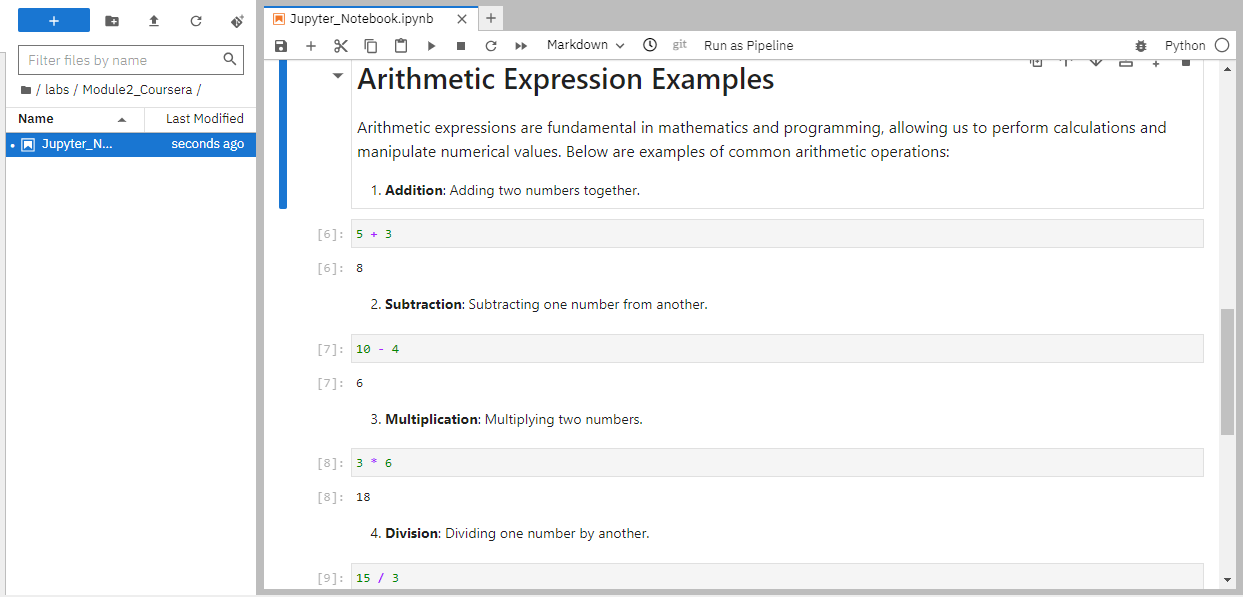 +
Filter files by name
/ labs / Module2_Coursera /
Name Last Modified
Jupyter_N... seconds ago
Jupyter_Notebook.ipynb
Markdown git Run as Pipeline Python
Arithmetic Expression Examples
Arithmetic expressions are fundamental in mathematics and programming, allowing us to perform calculations and
manipulate numerical values. Below are examples of common arithmetic operations:
1. Addition: Adding two numbers together.
[6]: 5 + 3
[6]: 8
2. Subtraction: Subtracting one number from another.
[7]: 10 - 4
[7]: 6
3. Multiplication: Multiplying two numbers.
[8]: 3 * 6
[8]: 18
4. Division: Dividing one number by another.
[9]: 15 / 3